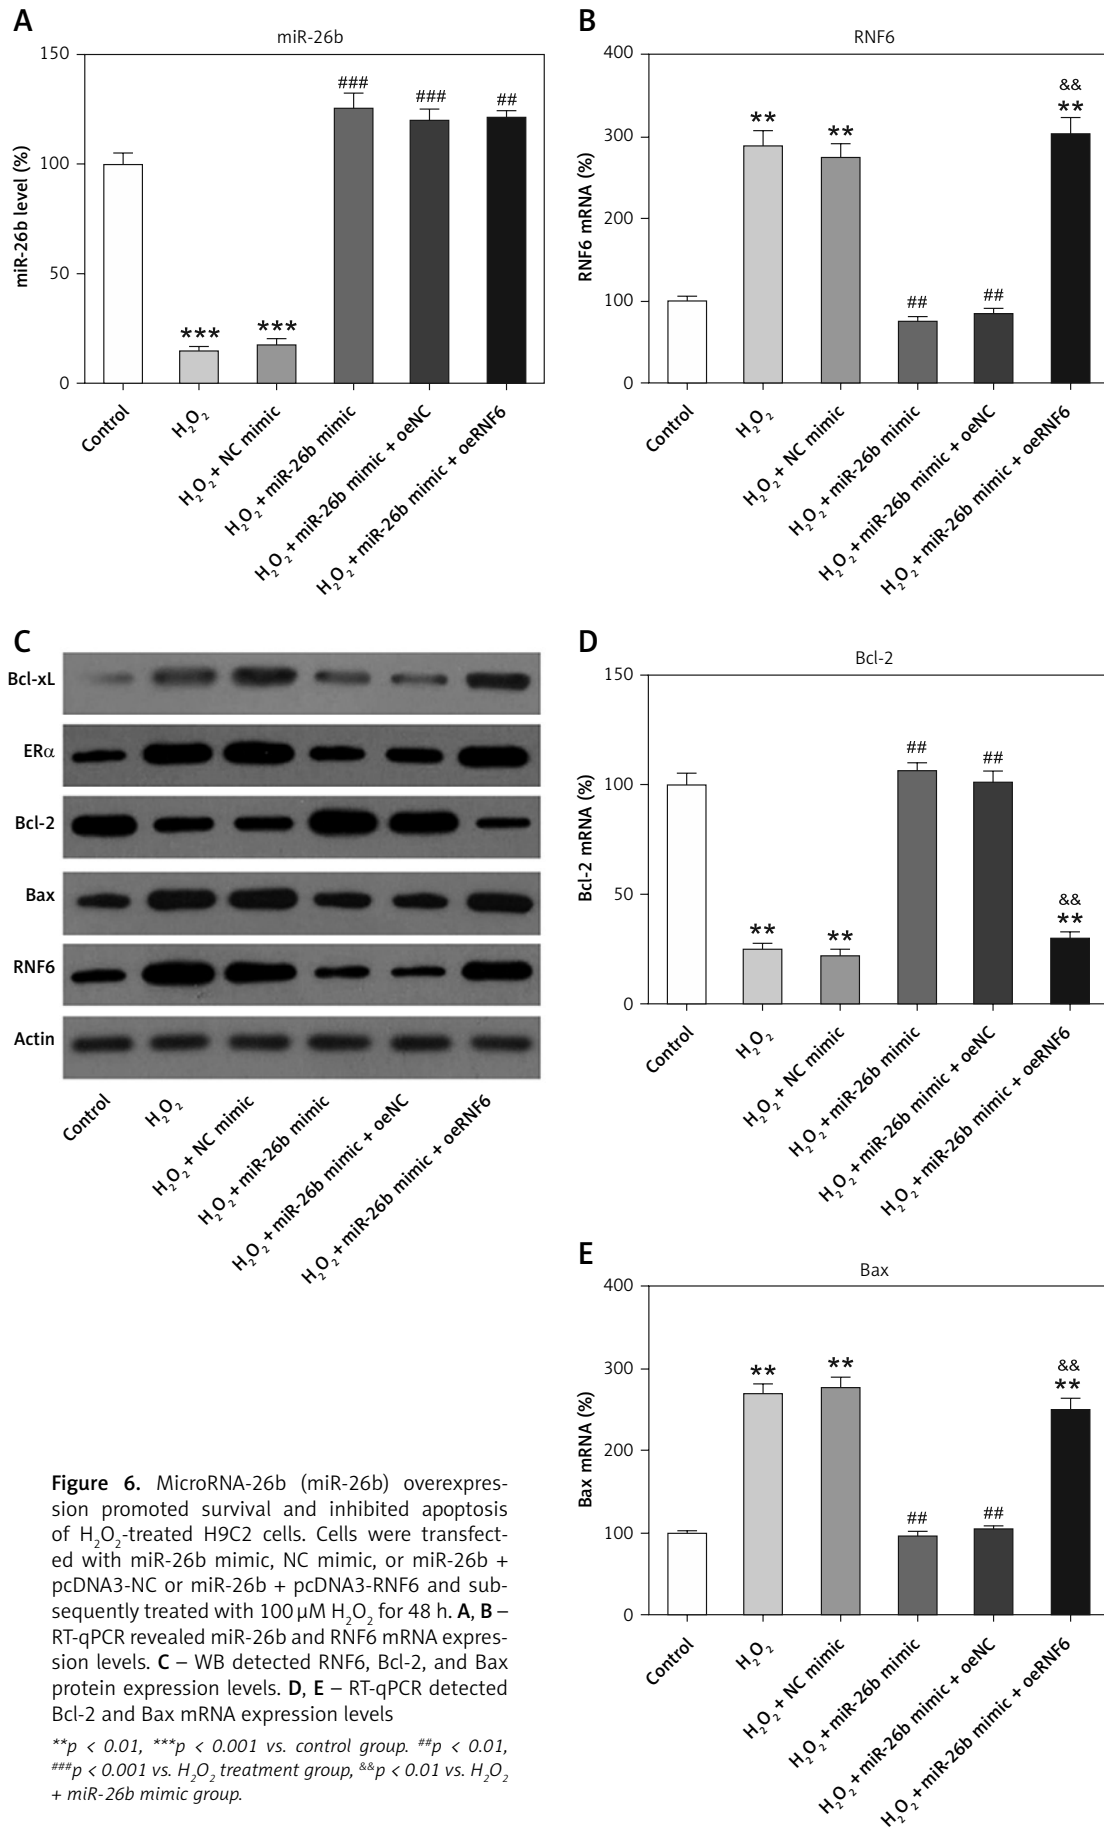 A
miR-26b
miR-26b level (%)
150
100
50
0
***
***
###
###
##
Control
H₂O₂
H₂O₂ + NC mimic
H₂O₂ + miR-26b mimic
H₂O₂ + miR-26b mimic + oeNC
H₂O₂ + miR-26b mimic + oeRNF6
B
RNF6
RNF6 mRNA (%)
400
300
200
100
0
**
**
##
##
&&
**
Control
H₂O₂
H₂O₂ + NC mimic
H₂O₂ + miR-26b mimic
H₂O₂ + miR-26b mimic + oeNC
H₂O₂ + miR-26b mimic + oeRNF6
C
Bcl-xL
ERα
Bcl-2
Bax
RNF6
Actin
Control
H₂O₂
H₂O₂ + NC mimic
H₂O₂ + miR-26b mimic
H₂O₂ + miR-26b mimic + oeNC
H₂O₂ + miR-26b mimic + oeRNF6
D
Bcl-2
Bcl-2 mRNA (%)
150
100
50
0
**
**
##
##
&&
**
Control
H₂O₂
H₂O₂ + NC mimic
H₂O₂ + miR-26b mimic
H₂O₂ + miR-26b mimic + oeNC
H₂O₂ + miR-26b mimic + oeRNF6
E
Bax
Bax mRNA (%)
400
300
200
100
0
**
**
##
##
&&
**
Control
H₂O₂
H₂O₂ + NC mimic
H₂O₂ + miR-26b mimic
H₂O₂ + miR-26b mimic + oeNC
H₂O₂ + miR-26b mimic + oeRNF6
Figure 6. MicroRNA-26b (miR-26b) overexpres-
sion promoted survival and inhibited apoptosis
of H₂O₂-treated H9C2 cells. Cells were transfect-
ed with miR-26b mimic, NC mimic, or miR-26b +
pcDNA3-NC or miR-26b + pcDNA3-RNF6 and sub-
sequently treated with 100 µM H₂O₂ for 48 h. A, B –
RT-qPCR revealed miR-26b and RNF6 mRNA expres-
sion levels. C – WB detected RNF6, Bcl-2, and Bax
protein expression levels. D, E – RT-qPCR detected
Bcl-2 and Bax mRNA expression levels
**p < 0.01, ***p < 0.001 vs. control group. ##p < 0.01,
###p < 0.001 vs. H₂O₂ treatment group, &&p < 0.01 vs. H₂O₂
+ miR-26b mimic group.